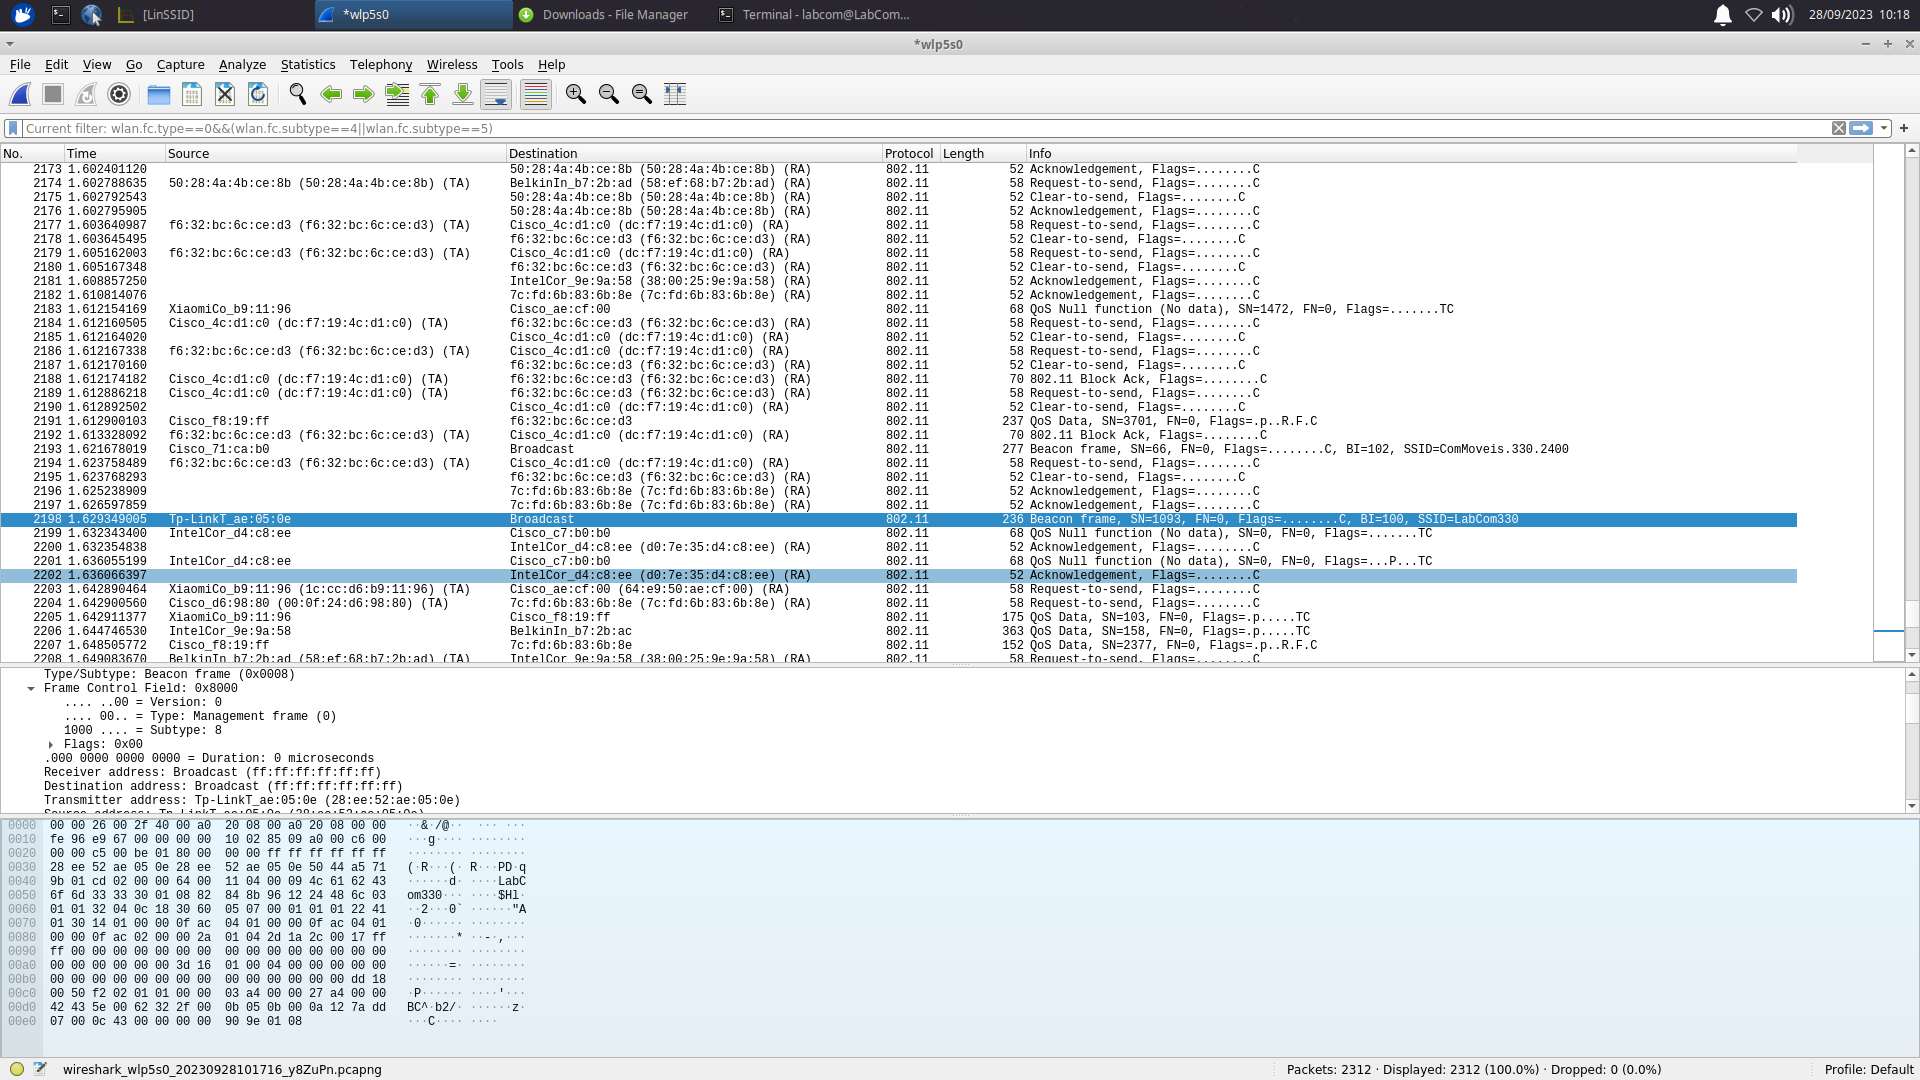 [LinSSID]
*wlp5s0
Downloads - File Manager
Terminal - labcom@LabCom...
28/09/2023 10:18
*wlp5s0
File Edit View Go Capture Analyze Statistics Telephony Wireless Tools Help
Current filter: wlan.fc.type==0&&(wlan.fc.subtype==4||wlan.fc.subtype==5)
No. Time Source Destination Protocol Length Info
2173 1.602401120 50:28:4a:4b:ce:8b (50:28:4a:4b:ce:8b) (RA) 802.11 52 Acknowledgement, Flags=........C
2174 1.602788635 50:28:4a:4b:ce:8b (50:28:4a:4b:ce:8b) (TA) BelkinIn_b7:2b:ad (58:ef:68:b7:2b:ad) (RA) 802.11 58 Request-to-send, Flags=........C
2175 1.602792543 50:28:4a:4b:ce:8b (50:28:4a:4b:ce:8b) (RA) 802.11 52 Clear-to-send, Flags=........C
2176 1.602795905 50:28:4a:4b:ce:8b (50:28:4a:4b:ce:8b) (RA) 802.11 52 Acknowledgement, Flags=........C
2177 1.603640987 f6:32:bc:6c:ce:d3 (f6:32:bc:6c:ce:d3) (TA) Cisco_4c:d1:c0 (dc:f7:19:4c:d1:c0) (RA) 802.11 58 Request-to-send, Flags=........C
2178 1.603645495 f6:32:bc:6c:ce:d3 (f6:32:bc:6c:ce:d3) (RA) 802.11 52 Clear-to-send, Flags=........C
2179 1.605162003 f6:32:bc:6c:ce:d3 (f6:32:bc:6c:ce:d3) (TA) Cisco_4c:d1:c0 (dc:f7:19:4c:d1:c0) (RA) 802.11 58 Request-to-send, Flags=........C
2180 1.605167348 f6:32:bc:6c:ce:d3 (f6:32:bc:6c:ce:d3) (RA) 802.11 52 Clear-to-send, Flags=........C
2181 1.608857250 IntelCor_9e:9a:58 (38:00:25:9e:9a:58) (RA) 802.11 52 Acknowledgement, Flags=........C
2182 1.610814076 7c:fd:6b:83:6b:8e (7c:fd:6b:83:6b:8e) (RA) 802.11 52 Acknowledgement, Flags=........C
2183 1.612154169 XiaomiCo_b9:11:96 Cisco_ae:cf:00 802.11 68 QoS Null function (No data), SN=1472, FN=0, Flags=.......TC
2184 1.612160505 Cisco_4c:d1:c0 (dc:f7:19:4c:d1:c0) (TA) f6:32:bc:6c:ce:d3 (f6:32:bc:6c:ce:d3) (RA) 802.11 58 Request-to-send, Flags=........C
2185 1.612164020 Cisco_4c:d1:c0 (dc:f7:19:4c:d1:c0) (RA) 802.11 52 Clear-to-send, Flags=........C
2186 1.612167338 f6:32:bc:6c:ce:d3 (f6:32:bc:6c:ce:d3) (TA) Cisco_4c:d1:c0 (dc:f7:19:4c:d1:c0) (RA) 802.11 58 Request-to-send, Flags=........C
2187 1.612170160 f6:32:bc:6c:ce:d3 (f6:32:bc:6c:ce:d3) (RA) 802.11 52 Clear-to-send, Flags=........C
2188 1.612174182 Cisco_4c:d1:c0 (dc:f7:19:4c:d1:c0) (TA) f6:32:bc:6c:ce:d3 (f6:32:bc:6c:ce:d3) (RA) 802.11 70 802.11 Block Ack, Flags=........C
2189 1.612886218 Cisco_4c:d1:c0 (dc:f7:19:4c:d1:c0) (TA) f6:32:bc:6c:ce:d3 (f6:32:bc:6c:ce:d3) (RA) 802.11 58 Request-to-send, Flags=........C
2190 1.612892502 Cisco_4c:d1:c0 (dc:f7:19:4c:d1:c0) (RA) 802.11 52 Clear-to-send, Flags=........C
2191 1.612900103 Cisco_f8:19:ff f6:32:bc:6c:ce:d3 802.11 237 QoS Data, SN=3701, FN=0, Flags=.p..R.F.C
2192 1.613328092 f6:32:bc:6c:ce:d3 (f6:32:bc:6c:ce:d3) (TA) Cisco_4c:d1:c0 (dc:f7:19:4c:d1:c0) (RA) 802.11 70 802.11 Block Ack, Flags=........C
2193 1.621678019 Cisco_71:ca:b0 Broadcast 802.11 277 Beacon frame, SN=66, FN=0, Flags=........C, BI=102, SSID=ComMoveis.330.2400
2194 1.623758489 f6:32:bc:6c:ce:d3 (f6:32:bc:6c:ce:d3) (TA) Cisco_4c:d1:c0 (dc:f7:19:4c:d1:c0) (RA) 802.11 58 Request-to-send, Flags=........C
2195 1.623768293 f6:32:bc:6c:ce:d3 (f6:32:bc:6c:ce:d3) (RA) 802.11 52 Clear-to-send, Flags=........C
2196 1.625238909 7c:fd:6b:83:6b:8e (7c:fd:6b:83:6b:8e) (RA) 802.11 52 Acknowledgement, Flags=........C
2197 1.626597859 7c:fd:6b:83:6b:8e (7c:fd:6b:83:6b:8e) (RA) 802.11 52 Acknowledgement, Flags=........C
2198 1.629349005 Tp-LinkT_ae:05:0e Broadcast 802.11 236 Beacon frame, SN=1093, FN=0, Flags=........C, BI=100, SSID=LabCom330
2199 1.632343400 IntelCor_d4:c8:ee Cisco_c7:b0:b0 802.11 68 QoS Null function (No data), SN=0, FN=0, Flags=.......TC
2200 1.632354838 IntelCor_d4:c8:ee (d0:7e:35:d4:c8:ee) (RA) 802.11 52 Acknowledgement, Flags=........C
2201 1.636055199 IntelCor_d4:c8:ee Cisco_c7:b0:b0 802.11 68 QoS Null function (No data), SN=0, FN=0, Flags=...P...TC
2202 1.636066397 IntelCor_d4:c8:ee (d0:7e:35:d4:c8:ee) (RA) 802.11 52 Acknowledgement, Flags=........C
2203 1.642890464 XiaomiCo_b9:11:96 (1c:cc:d6:b9:11:96) (TA) Cisco_ae:cf:00 (64:e9:50:ae:cf:00) (RA) 802.11 58 Request-to-send, Flags=........C
2204 1.642900560 Cisco_d6:98:80 (00:0f:24:d6:98:80) (TA) 7c:fd:6b:83:6b:8e (7c:fd:6b:83:6b:8e) (RA) 802.11 58 Request-to-send, Flags=........C
2205 1.642911377 XiaomiCo_b9:11:96 Cisco_f8:19:ff 802.11 175 QoS Data, SN=103, FN=0, Flags=.p.....TC
2206 1.644746530 IntelCor_9e:9a:58 BelkinIn_b7:2b:ac 802.11 363 QoS Data, SN=158, FN=0, Flags=.p.....TC
2207 1.648505772 Cisco_f8:19:ff 7c:fd:6b:83:6b:8e 802.11 152 QoS Data, SN=2377, FN=0, Flags=.p..R.F.C
2208 1.649083670 BelkinIn_b7:2b:ad (58:ef:68:b7:2b:ad) (TA) IntelCor_9e:9a:58 (38:00:25:9e:9a:58) (RA) 802.11 58 Request-to-send, Flags=........C
Type/Subtype: Beacon frame (0x0008)
Frame Control Field: 0x8000
.... ..00 = Version: 0
.... 00.. = Type: Management frame (0)
1000 .... = Subtype: 8
Flags: 0x00
.000 0000 0000 0000 = Duration: 0 microseconds
Receiver address: Broadcast (ff:ff:ff:ff:ff:ff)
Destination address: Broadcast (ff:ff:ff:ff:ff:ff)
Transmitter address: Tp-LinkT_ae:05:0e (28:ee:52:ae:05:0e)
Source address: Tp-LinkT_ae:05:0e (28:ee:52:ae:05:0e)
0000 00 00 26 00 2f 40 00 a0 20 08 00 a0 20 08 00 00 ··&·/@·· ··· ···
0010 fe 96 e9 67 00 00 00 00 10 02 85 09 a0 00 c6 00 ···g···· ········
0020 00 00 c5 00 be 01 80 00 00 00 ff ff ff ff ff ff ········ ········
0030 28 ee 52 ae 05 0e 28 ee 52 ae 05 0e 50 44 a5 71 (·R···(· R···PD·q
0040 9b 01 cd 02 00 00 64 00 11 04 00 09 4c 61 62 43 ······d· ····LabC
0050 6f 6d 33 33 30 01 08 82 84 8b 96 12 24 48 6c 03 om330··· ····$Hl·
0060 01 01 32 04 0c 18 30 60 05 07 00 01 01 01 22 41 ··2···0` ······"A
0070 01 30 14 01 00 00 0f ac 04 01 00 00 0f ac 04 01 ·0······ ········
0080 00 00 0f ac 02 00 00 2a 01 04 2d 1a 2c 00 17 ff ·······* ··-·,···
0090 ff 00 00 00 00 00 00 00 00 00 00 00 00 00 00 00 ········ ········
00a0 00 00 00 00 00 00 3d 16 01 00 04 00 00 00 00 00 ······=· ········
00b0 00 00 00 00 00 00 00 00 00 00 00 00 00 00 dd 18 ········ ········
00c0 00 50 f2 02 01 01 00 00 03 a4 00 00 27 a4 00 00 ·P······ ····'···
00d0 42 43 5e 00 62 32 2f 00 0b 05 0b 00 0a 12 7a dd BC^·b2/· ······z·
00e0 07 00 0c 43 00 00 00 00 90 9e 01 08 ···C···· ····
wireshark_wlp5s0_20230928101716_y8ZuPn.pcapng
Packets: 2312 · Displayed: 2312 (100.0%) · Dropped: 0 (0.0%)
Profile: Default